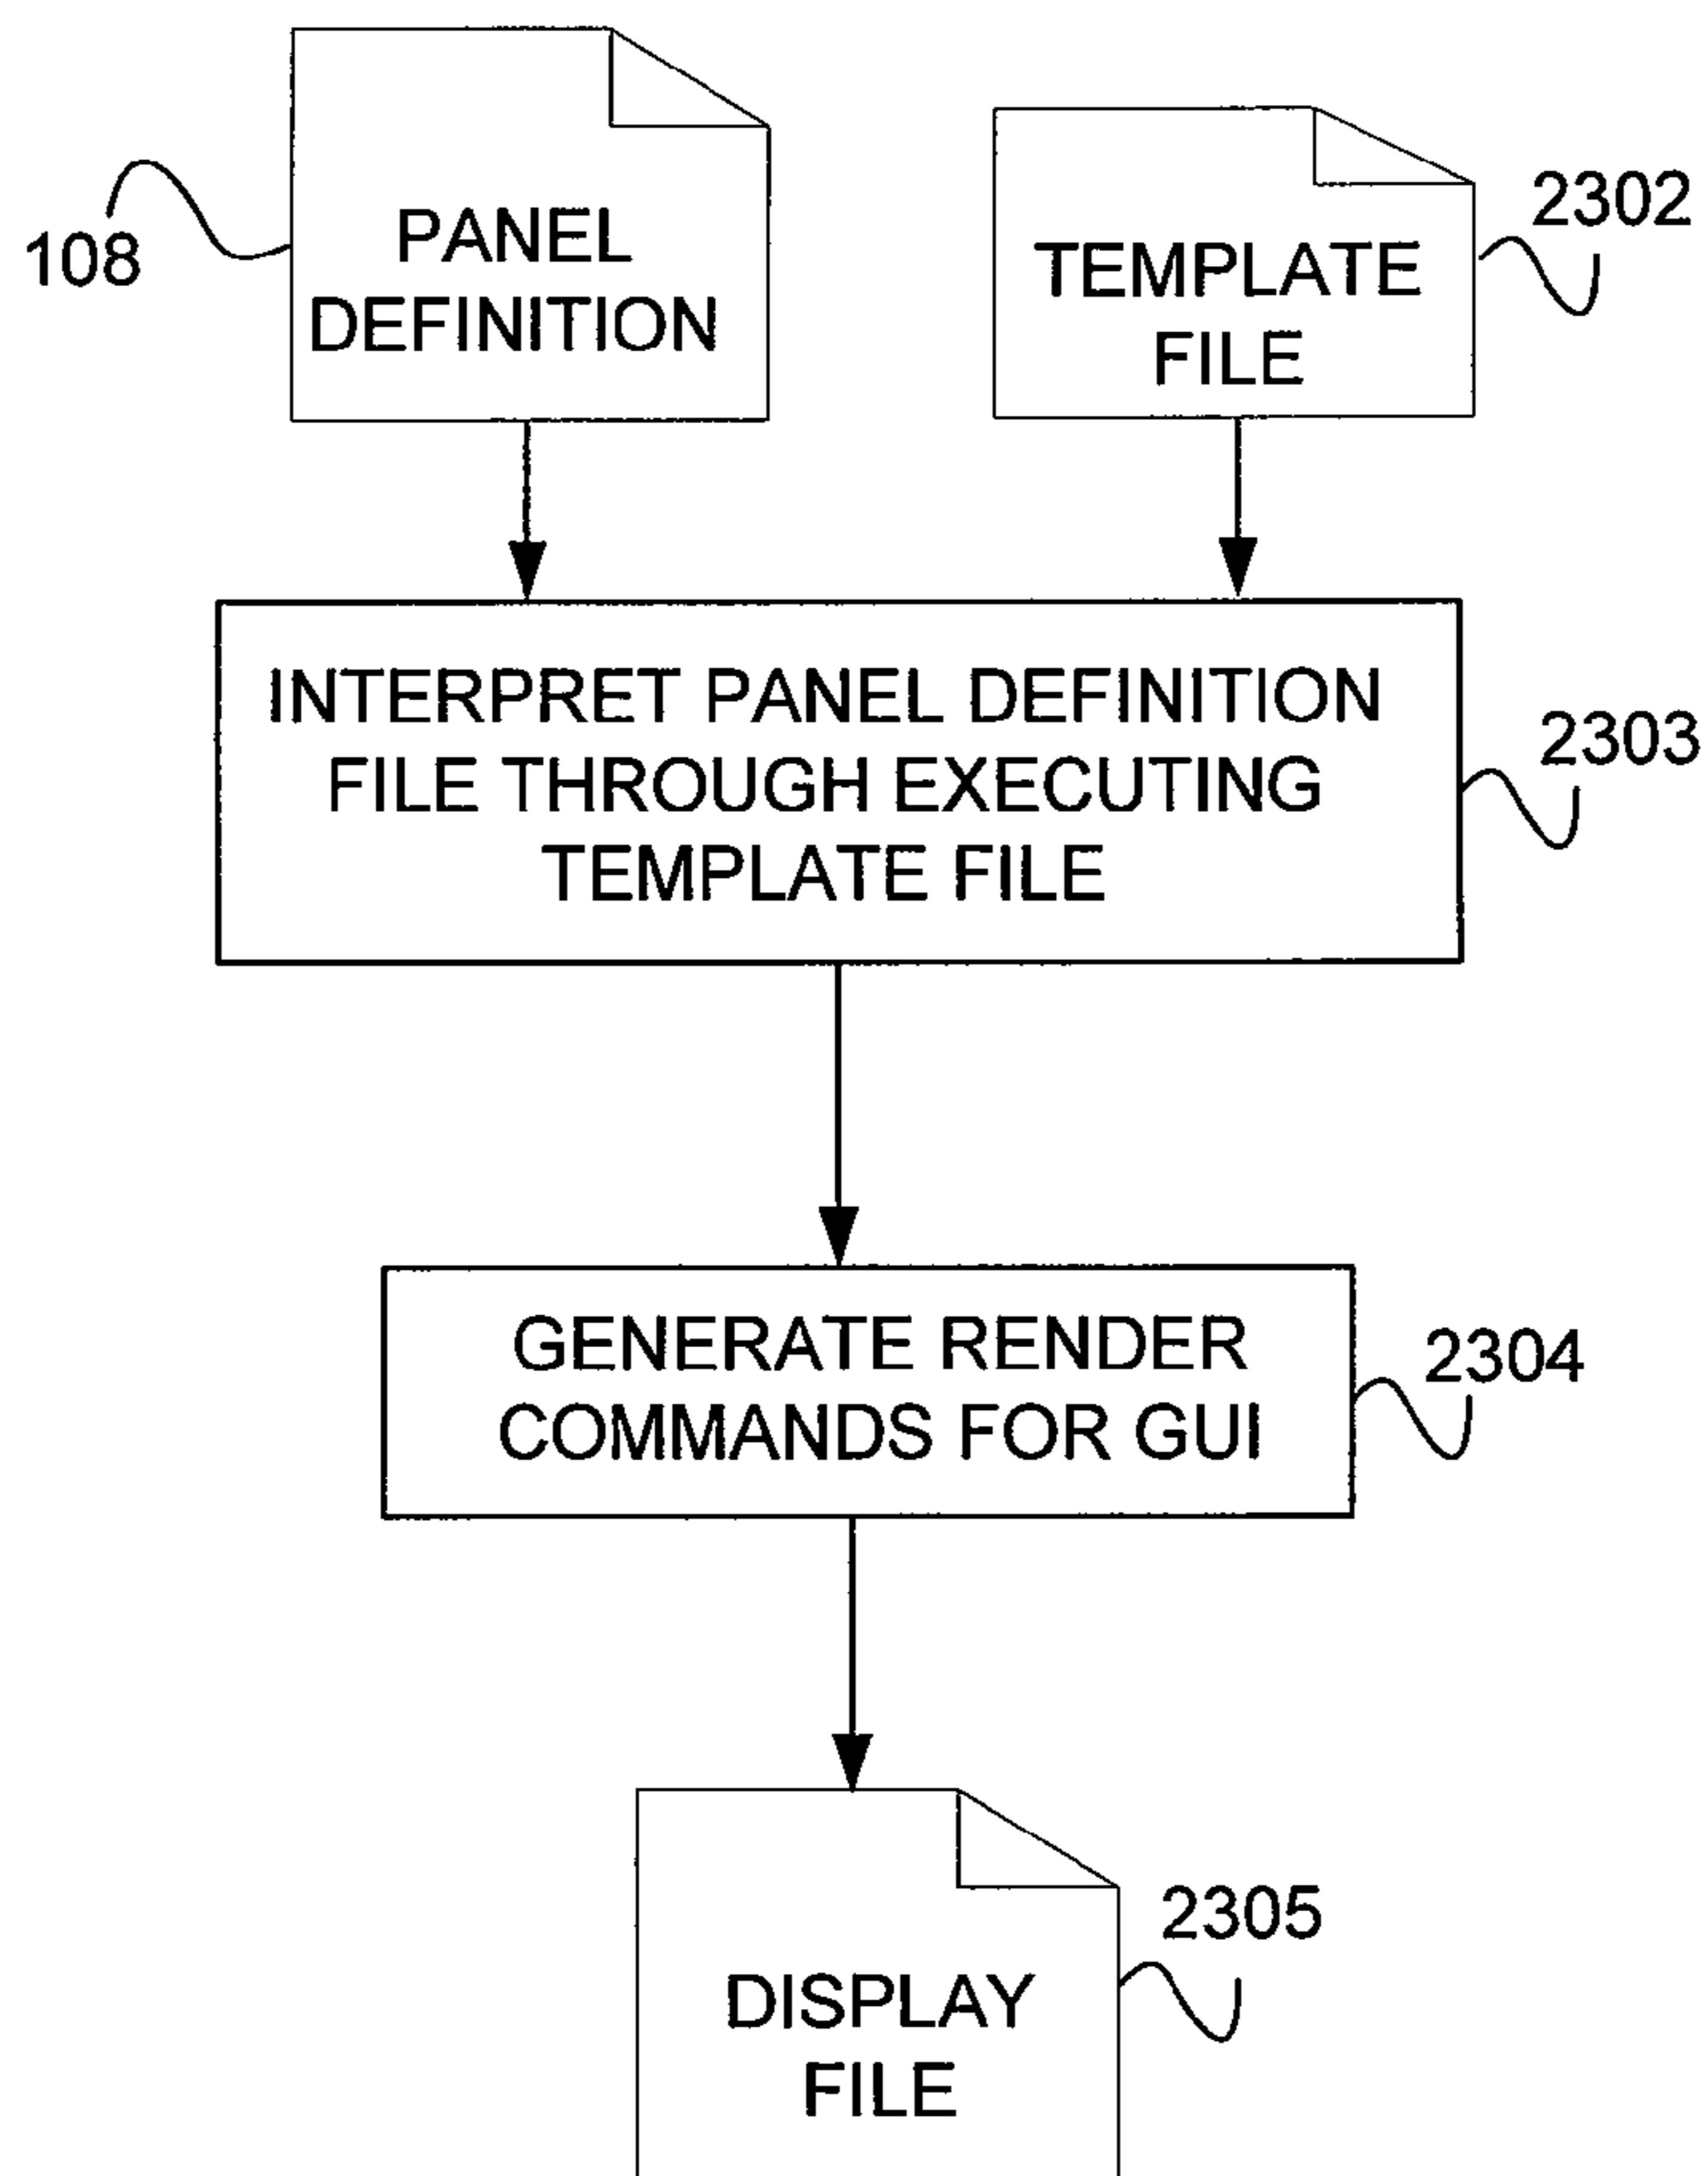 PANEL
DEFINITION
108
TEMPLATE
FILE
2302
INTERPRET PANEL DEFINITION
FILE THROUGH EXECUTING
TEMPLATE FILE
2303
GENERATE RENDER
COMMANDS FOR GUI
2304
DISPLAY
FILE
2305